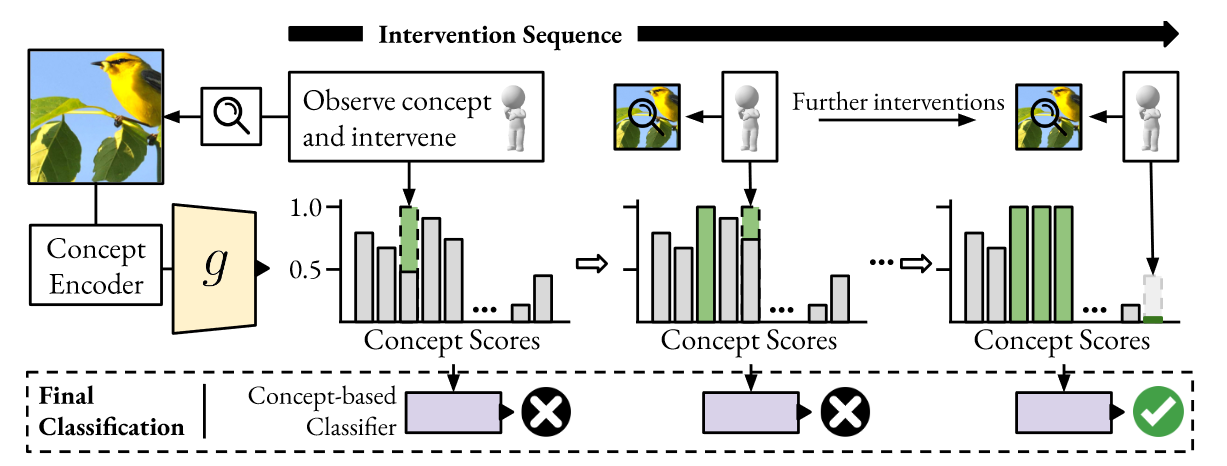 Intervention Sequence
Observe concept
and intervene
Further interventions
Concept
Encoder
g
1.0
0.5
...
...
...
...
Concept Scores
Concept Scores
Concept Scores
Final
Classification
Concept-based
Classifier